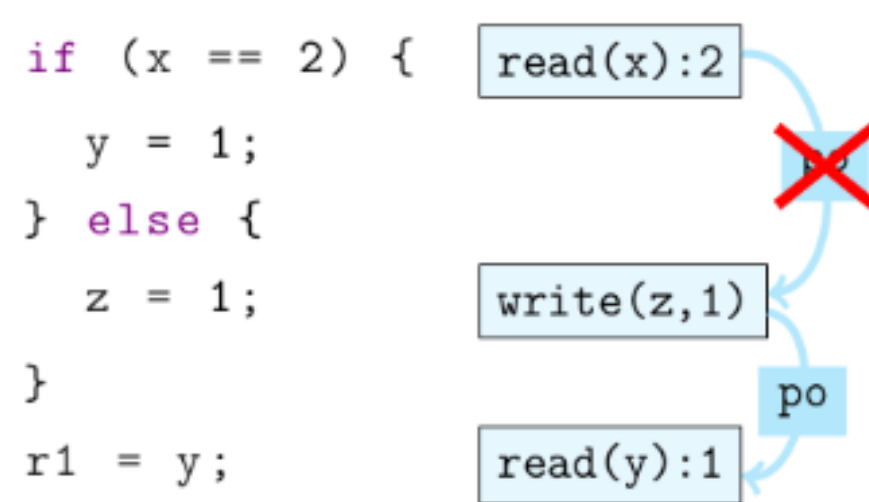 if (x == 2) {
read(x):2
y = 1;
} else {
z = 1;
write(z,1)
}
po
r1 = y;
read(y):1